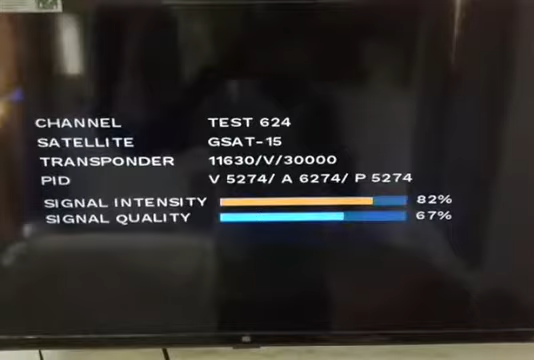 CHANNEL TEST 624
SATELLITE GSAT-15
TRANSPONDER 11630/V/30000
PID V 5274/ A 6274/ P 5274
SIGNAL INTENSITY 82%
SIGNAL QUALITY 67%